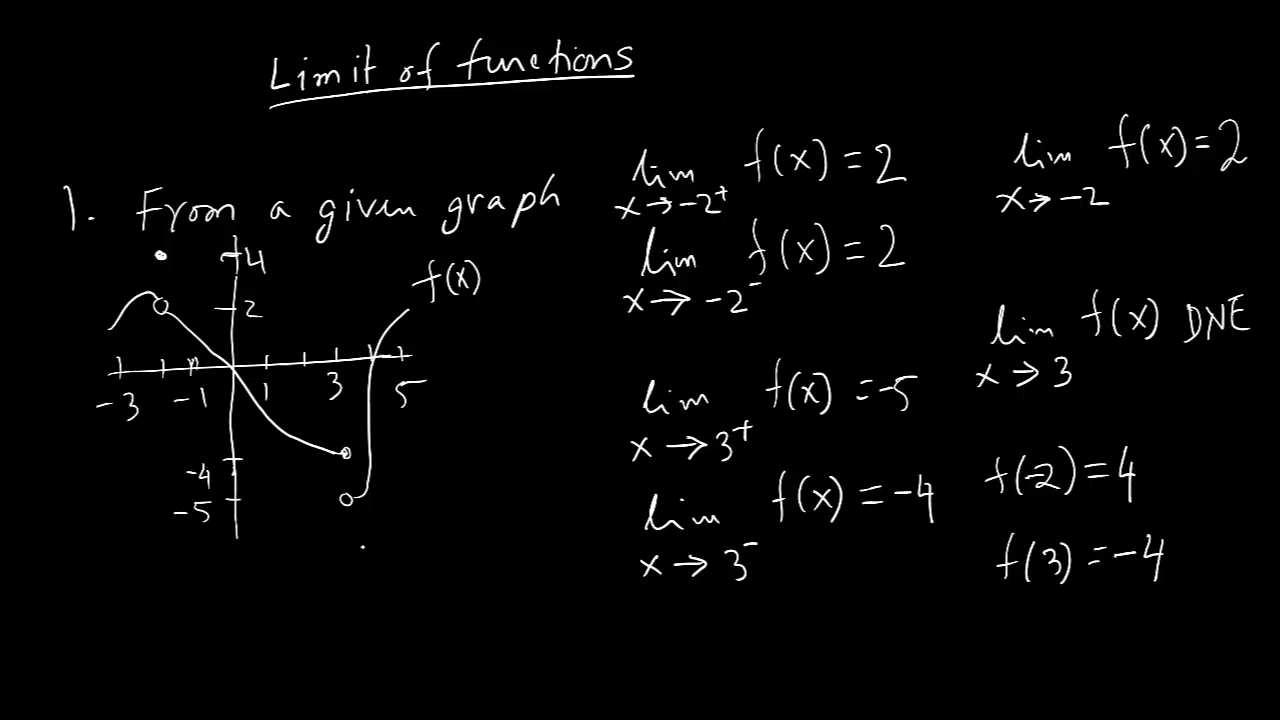 Limit of functions
1. From a given graph
4
2
f(x)
-3 -1 1 3 5
-4
-5
lim f(x) = 2
x → -2⁺
lim f(x) = 2
x → -2⁻
lim f(x) = -5
x → 3⁺
lim f(x) = -4
x → 3⁻
lim f(x) = 2
x → -2
lim f(x) DNE
x → 3
f(-2) = 4
f(3) = -4